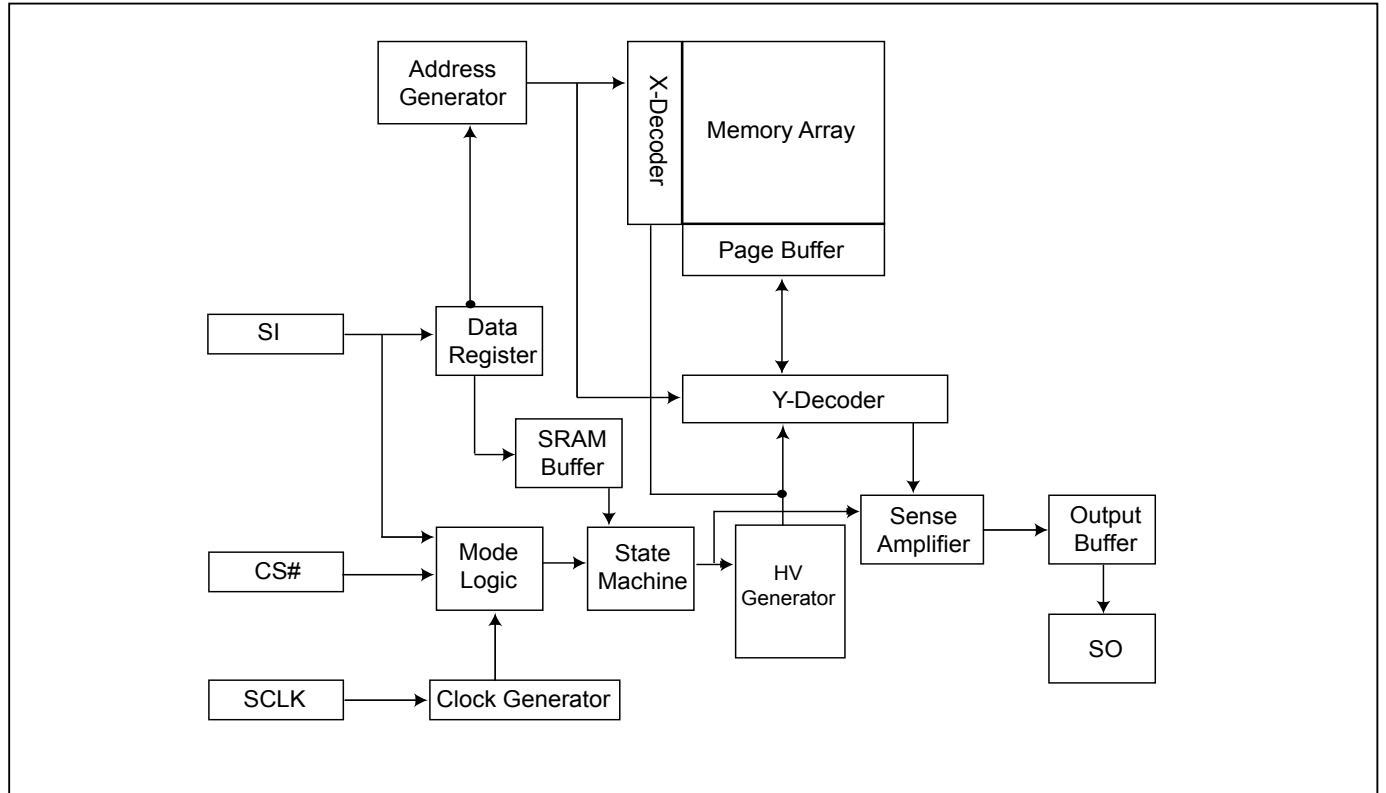 Address
Generator
X-Decoder
Memory Array
Page Buffer
SI
Data
Register
Y-Decoder
SRAM
Buffer
CS#
Mode
Logic
State
Machine
HV
Generator
Sense
Amplifier
Output
Buffer
SO
SCLK
Clock Generator